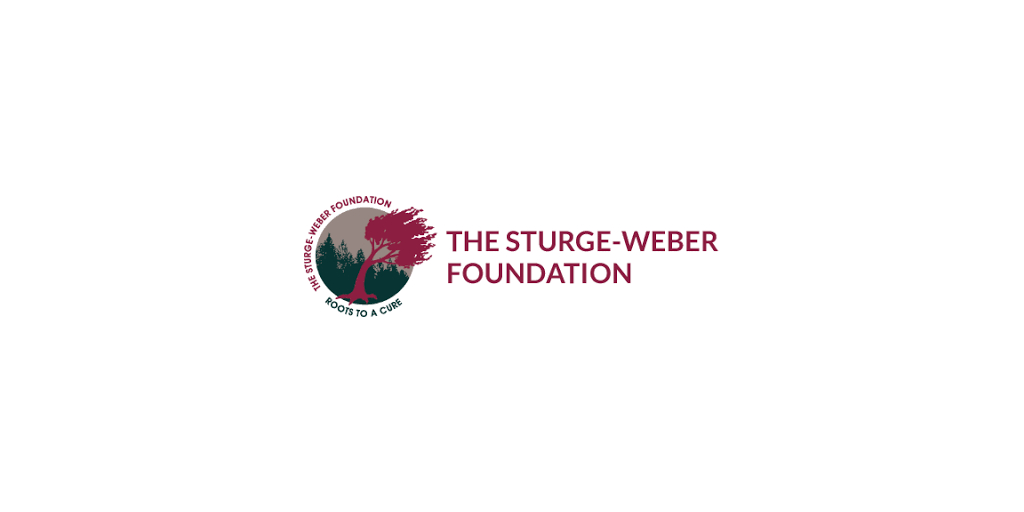 THE STURGE-WEBER FOUNDATION
ROOTS TO A CURE
THE STURGE-WEBER
FOUNDATION